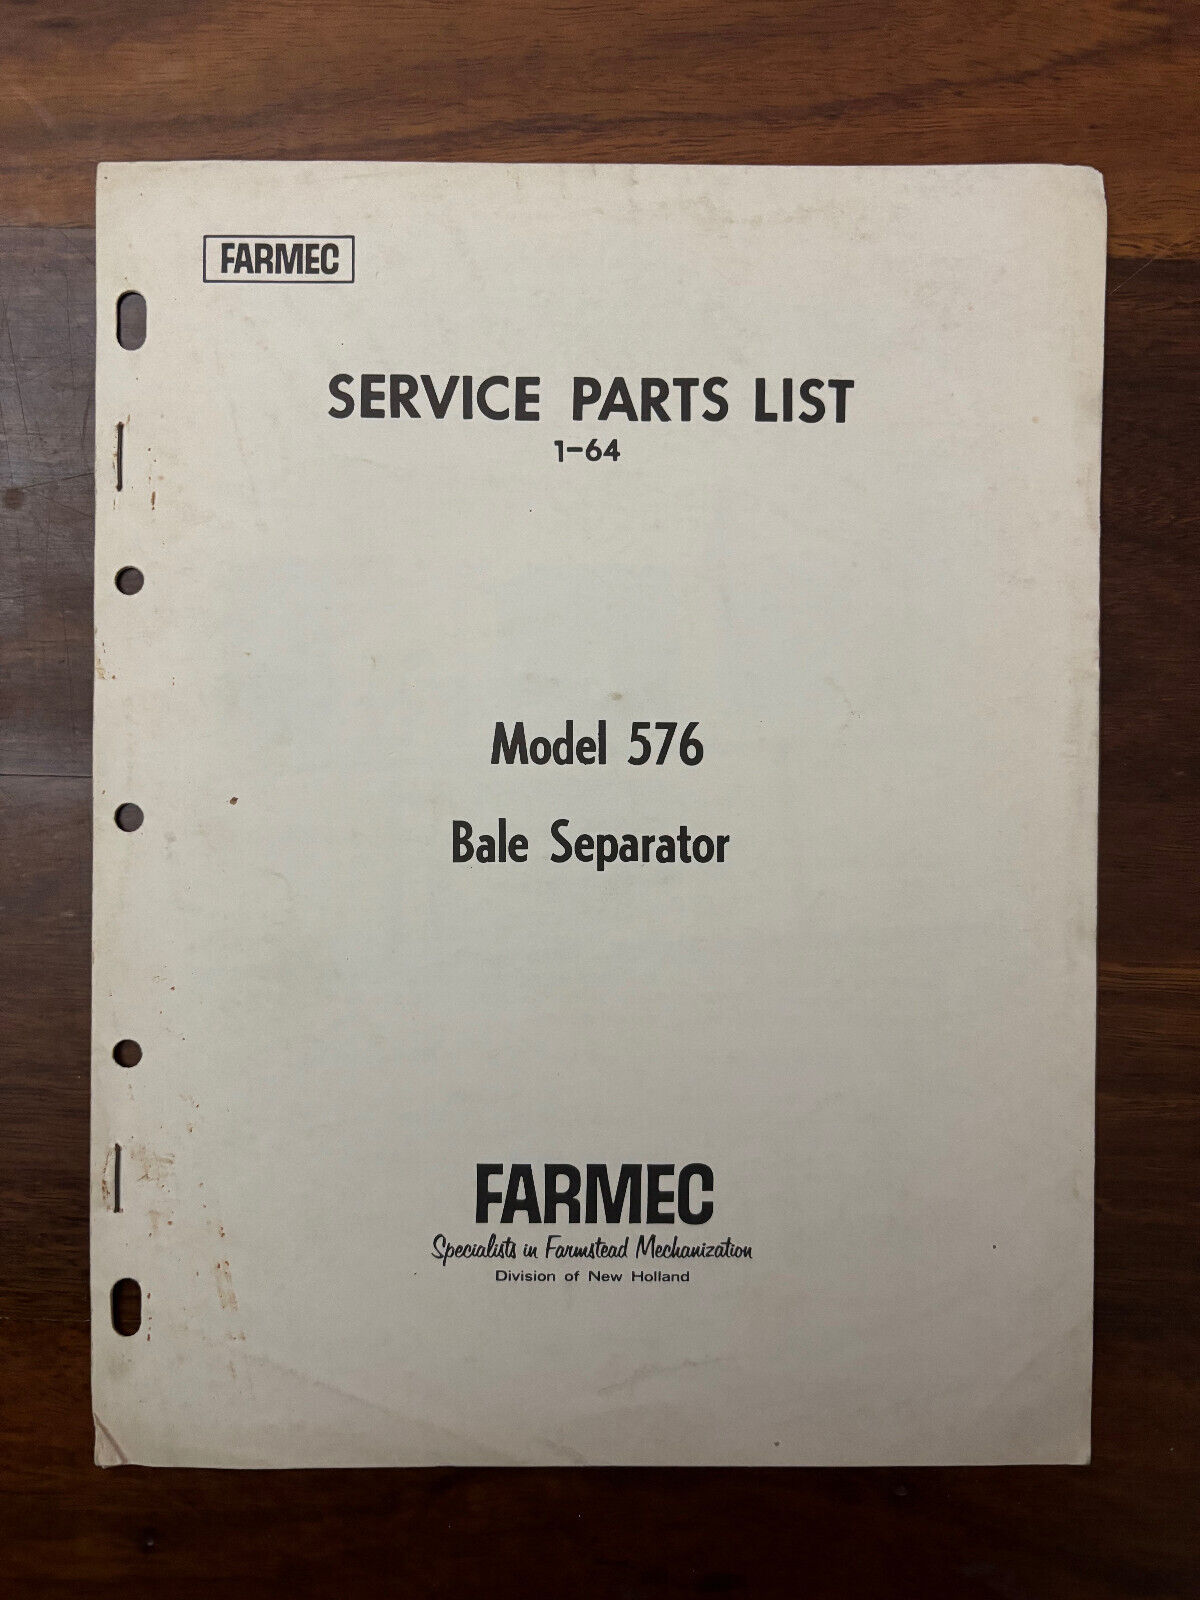 FARMEC
SERVICE PARTS LIST
1-64
Model 576
Bale Separator
FARMEC
Specialists in Farmstead Mechanization
Division of New Holland